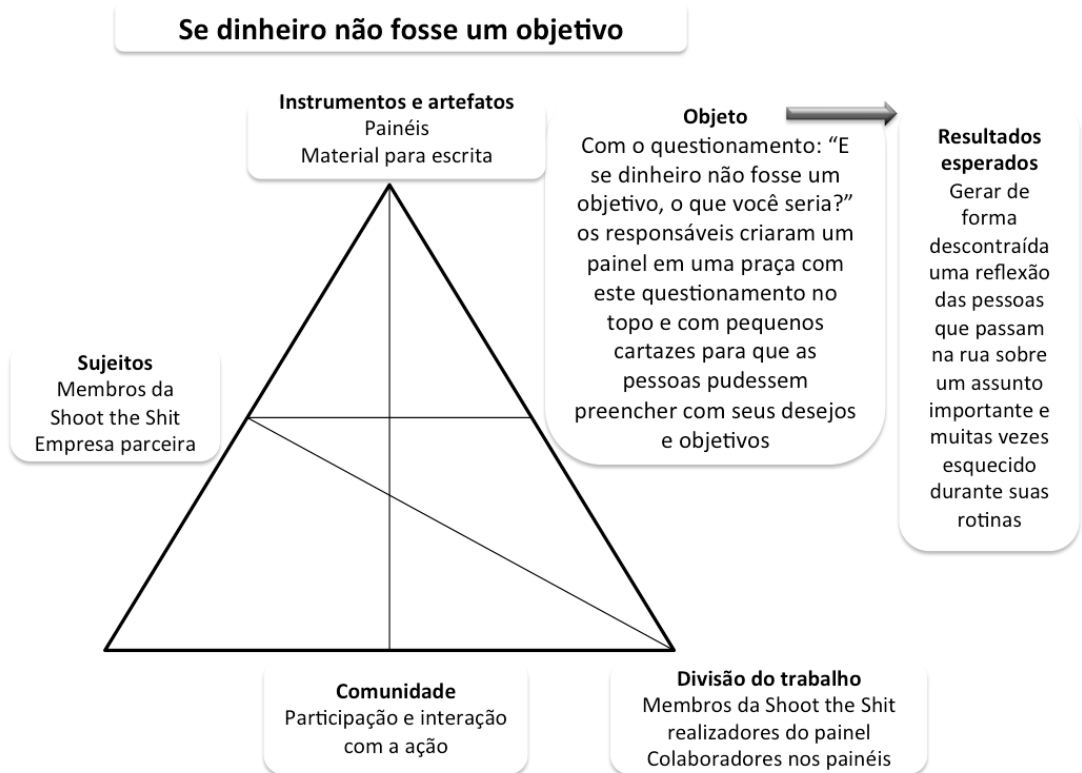 Se dinheiro não fosse um objetivo
Instrumentos e artefatos
Painéis
Material para escrita
Objeto
Com o questionamento: “E
se dinheiro não fosse um
objetivo, o que você seria?”
os responsáveis criaram um
painel em uma praça com
este questionamento no
topo e com pequenos
cartazes para que as
pessoas pudessem
preencher com seus desejos
e objetivos
Resultados
esperados
Gerar de
forma
descontraída
uma reflexão
das pessoas
que passam
na rua sobre
um assunto
importante e
muitas vezes
esquecido
durante suas
rotinas
Sujeitos
Membros da
Shoot the Shit
Empresa parceira
Comunidade
Participação e interação
com a ação
Divisão do trabalho
Membros da Shoot the Shit
realizadores do painel
Colaboradores nos painéis